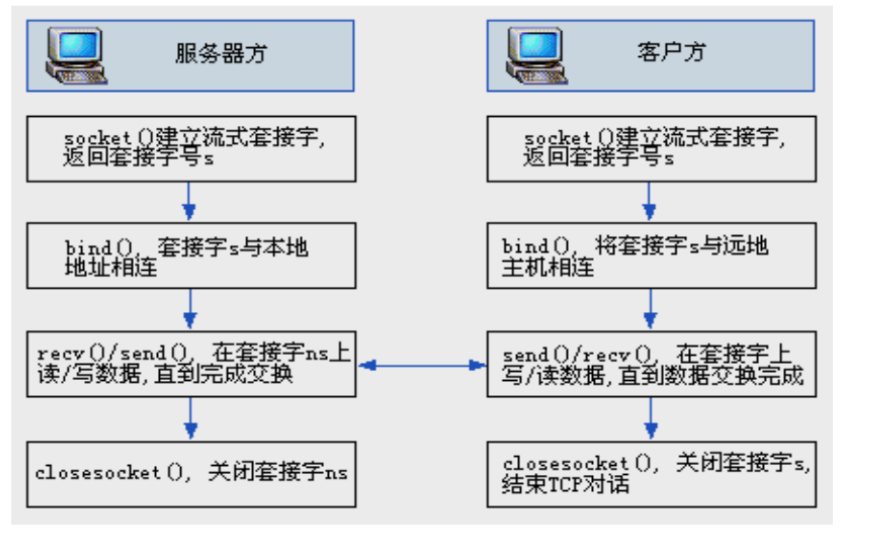 服务器方
socket()建立流式套接字,
返回套接字号s
bind(), 套接字s与本地
地址相连
recv()/send(), 在套接字ns上
读/写数据,直到完成交换
closesocket(), 关闭套接字ns
客户方
socket()建立流式套接字,
返回套接字号s
bind(), 将套接字s与远地
主机相连
send()/recv(), 在套接字上
写/读数据,直到数据交换完成
closesocket(), 关闭套接字s,
结束TCP对话